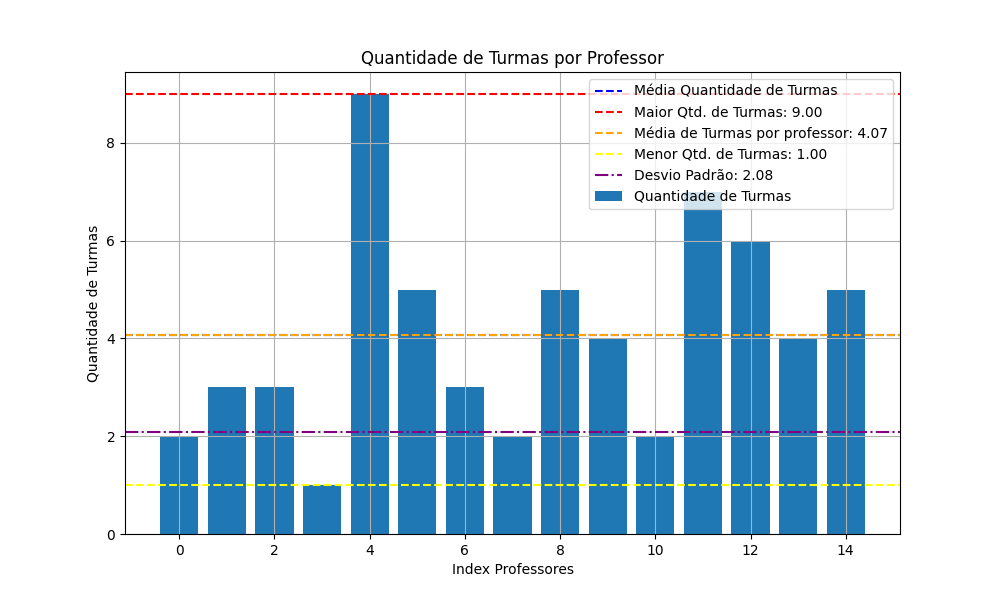 Quantidade de Turmas por Professor
Média Quantidade de Turmas
Maior Qtd. de Turmas: 9.00
Média de Turmas por professor: 4.07
Menor Qtd. de Turmas: 1.00
Desvio Padrão: 2.08
Quantidade de Turmas
Quantidade de Turmas
8
6
4
2
0
0 2 4 6 8 10 12 14
Index Professores